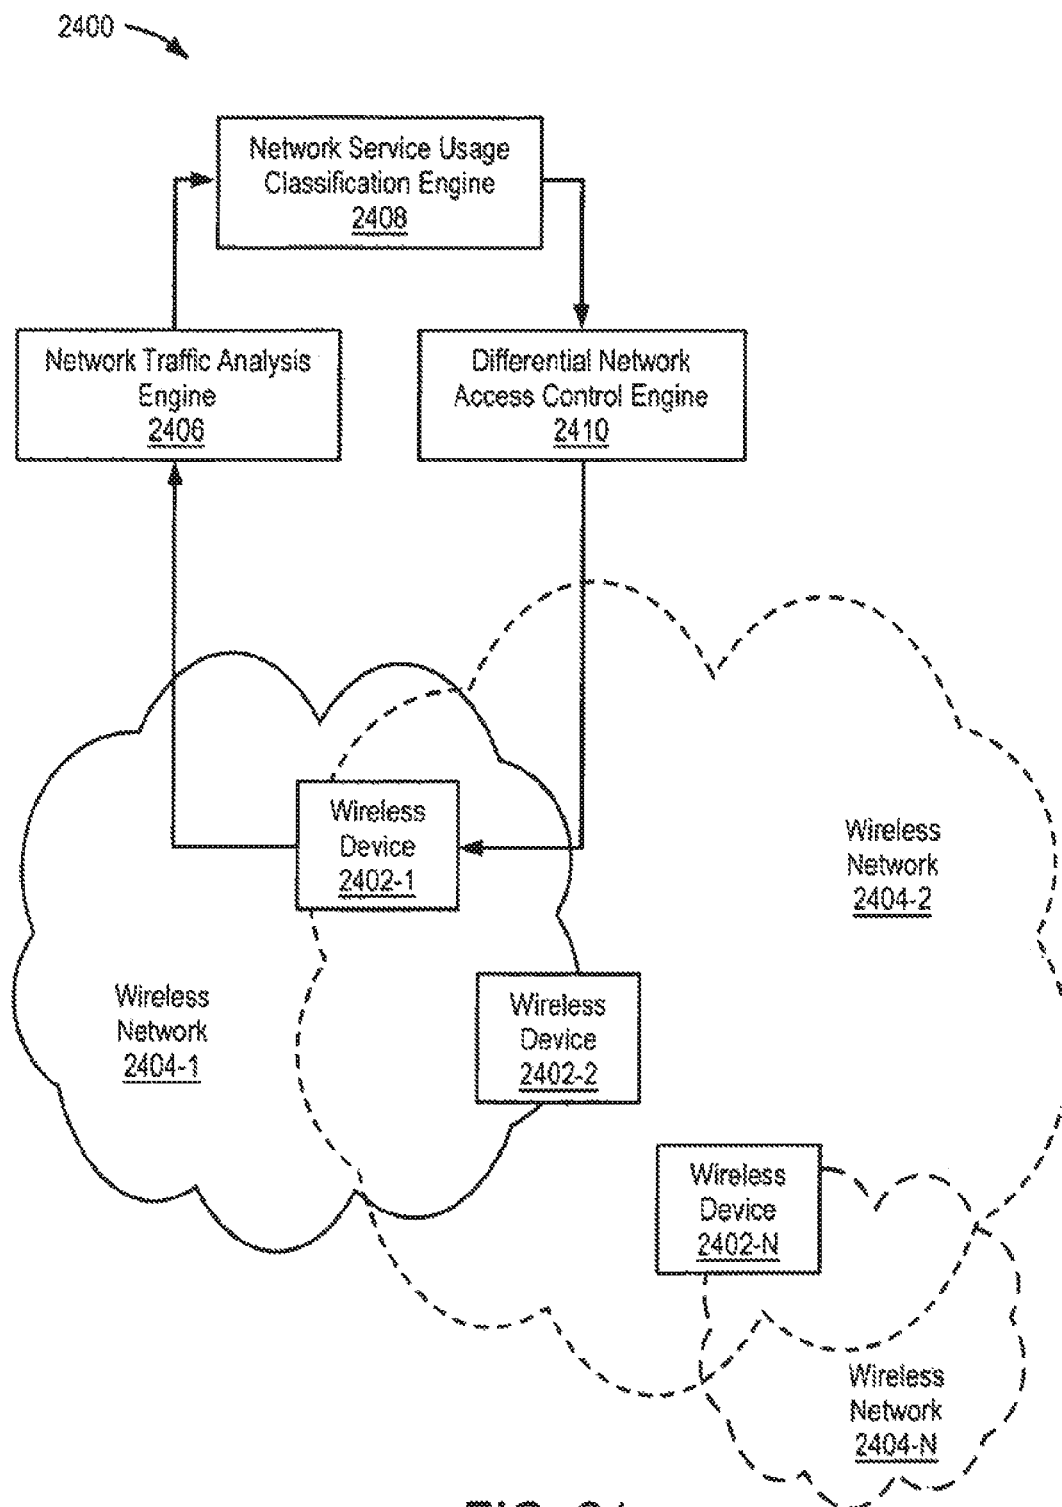 2400
Network Service Usage
Classification Engine
2408
Network Traffic Analysis
Engine
2406
Differential Network
Access Control Engine
2410
Wireless
Device
2402-1
Wireless
Network
2404-2
Wireless
Network
2404-1
Wireless
Device
2402-2
Wireless
Device
2402-N
Wireless
Network
2404-N